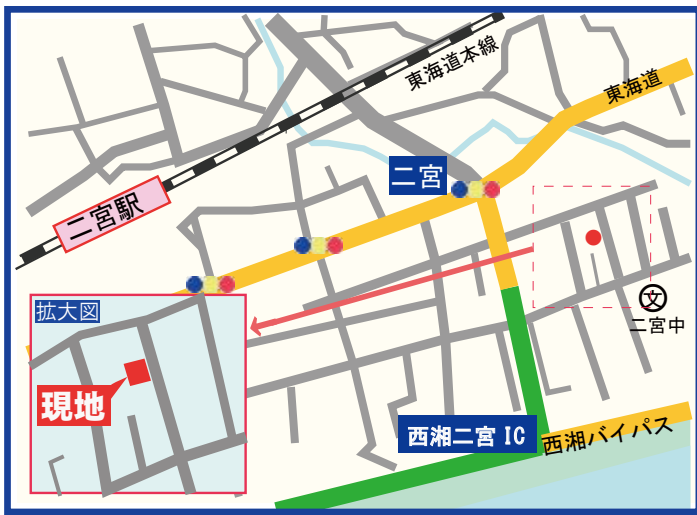 東海道本線
東海道
二宮
二宮駅
文
二宮中
拡大図
現地
西湘二宮 IC
西湘バイパス